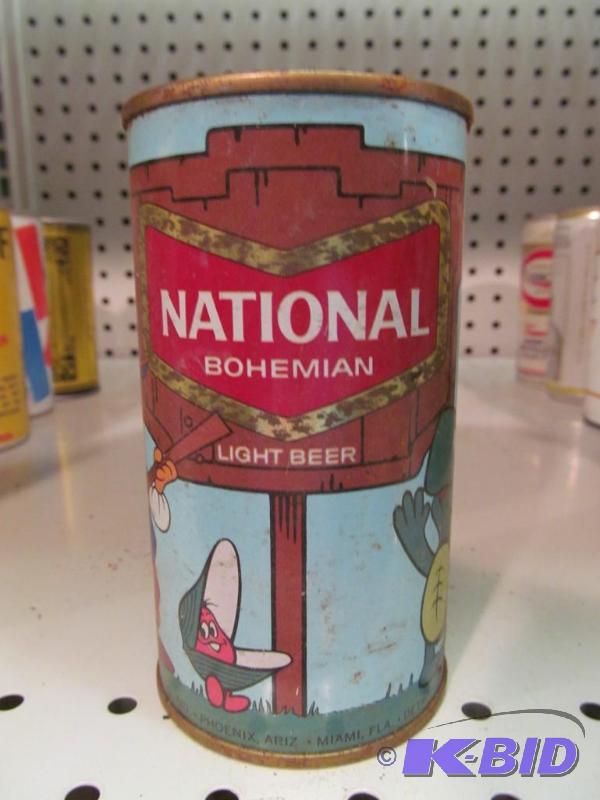 NATIONAL
BOHEMIAN
LIGHT BEER
PHOENIX, ARIZ • MIAMI, FLA. •
© K-BID